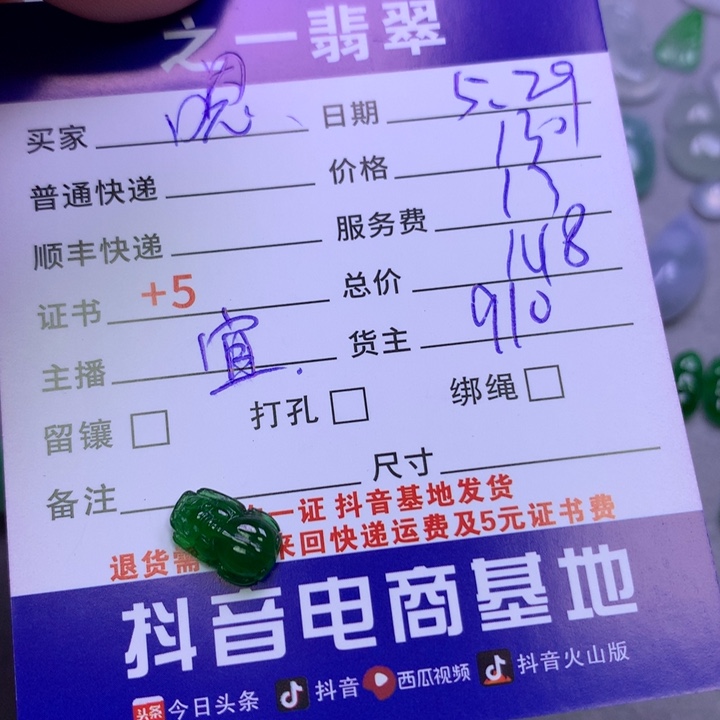 之一翡翠
买家 晓、 日期 5.29
普通快递 价格 130
顺丰快递 服务费 13
证书 +5 总价 148
主播 宜. 货主 910
留镶 □ 打孔 □ 绑绳 □
备注 尺寸
一证 抖音基地发货
退货需 来回快递运费及5元证书费
抖音电商基地
头条 今日头条 抖音 西瓜视频 抖音火山版